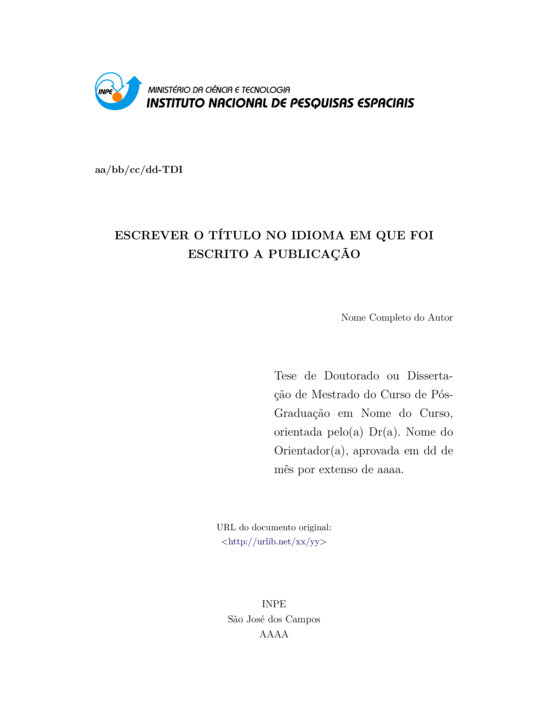 INPE
MINISTÉRIO DA CIÊNCIA E TECNOLOGIA
INSTITUTO NACIONAL DE PESQUISAS ESPACIAIS
aa/bb/cc/dd-TDI
ESCREVER O TÍTULO NO IDIOMA EM QUE FOI
ESCRITO A PUBLICAÇÃO
Nome Completo do Autor
Tese de Doutorado ou Disserta-
ção de Mestrado do Curso de Pós-
Graduação em Nome do Curso,
orientada pelo(a) Dr(a). Nome do
Orientador(a), aprovada em dd de
mês por extenso de aaaa.
URL do documento original:
<http://urlib.net/xx/yy>
INPE
São José dos Campos
AAAA